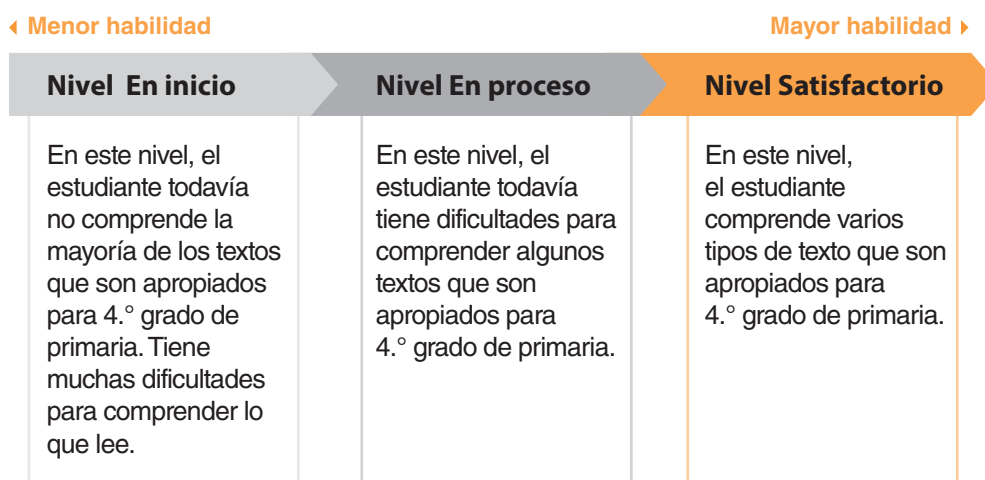 Menor habilidad
Mayor habilidad
Nivel En inicio
Nivel En proceso
Nivel Satisfactorio
En este nivel, el
estudiante todavía
no comprende la
mayoría de los textos
que son apropiados
para 4.° grado de
primaria. Tiene
muchas dificultades
para comprender lo
que lee.
En este nivel, el
estudiante todavía
tiene dificultades para
comprender algunos
textos que son
apropiados para
4.° grado de primaria.
En este nivel,
el estudiante
comprende varios
tipos de texto que son
apropiados para
4.° grado de primaria.